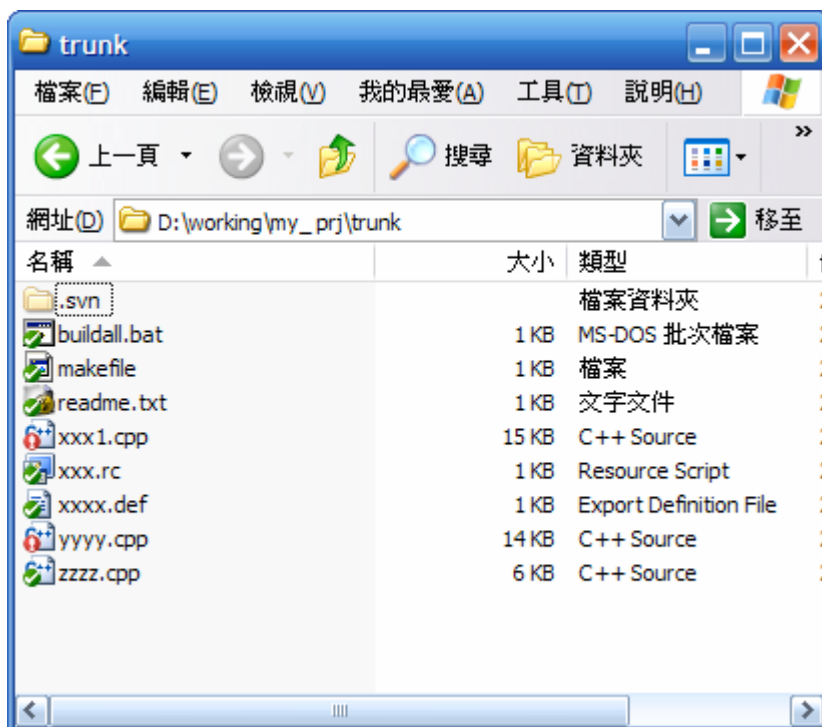 trunk
檔案(F) 編輯(E) 檢視(V) 我的最愛(A) 工具(T) 說明(H)
上一頁 搜尋 資料夾 »
網址(D) D:\working\my_prj\trunk 移至
名稱 大小 類型
.svn 檔案資料夾
buildall.bat 1 KB MS-DOS 批次檔案
makefile 1 KB 檔案
readme.txt 1 KB 文字文件
xxx1.cpp 15 KB C++ Source
xxx.rc 1 KB Resource Script
xxxx.def 1 KB Export Definition File
yyyy.cpp 14 KB C++ Source
zzzz.cpp 6 KB C++ Source